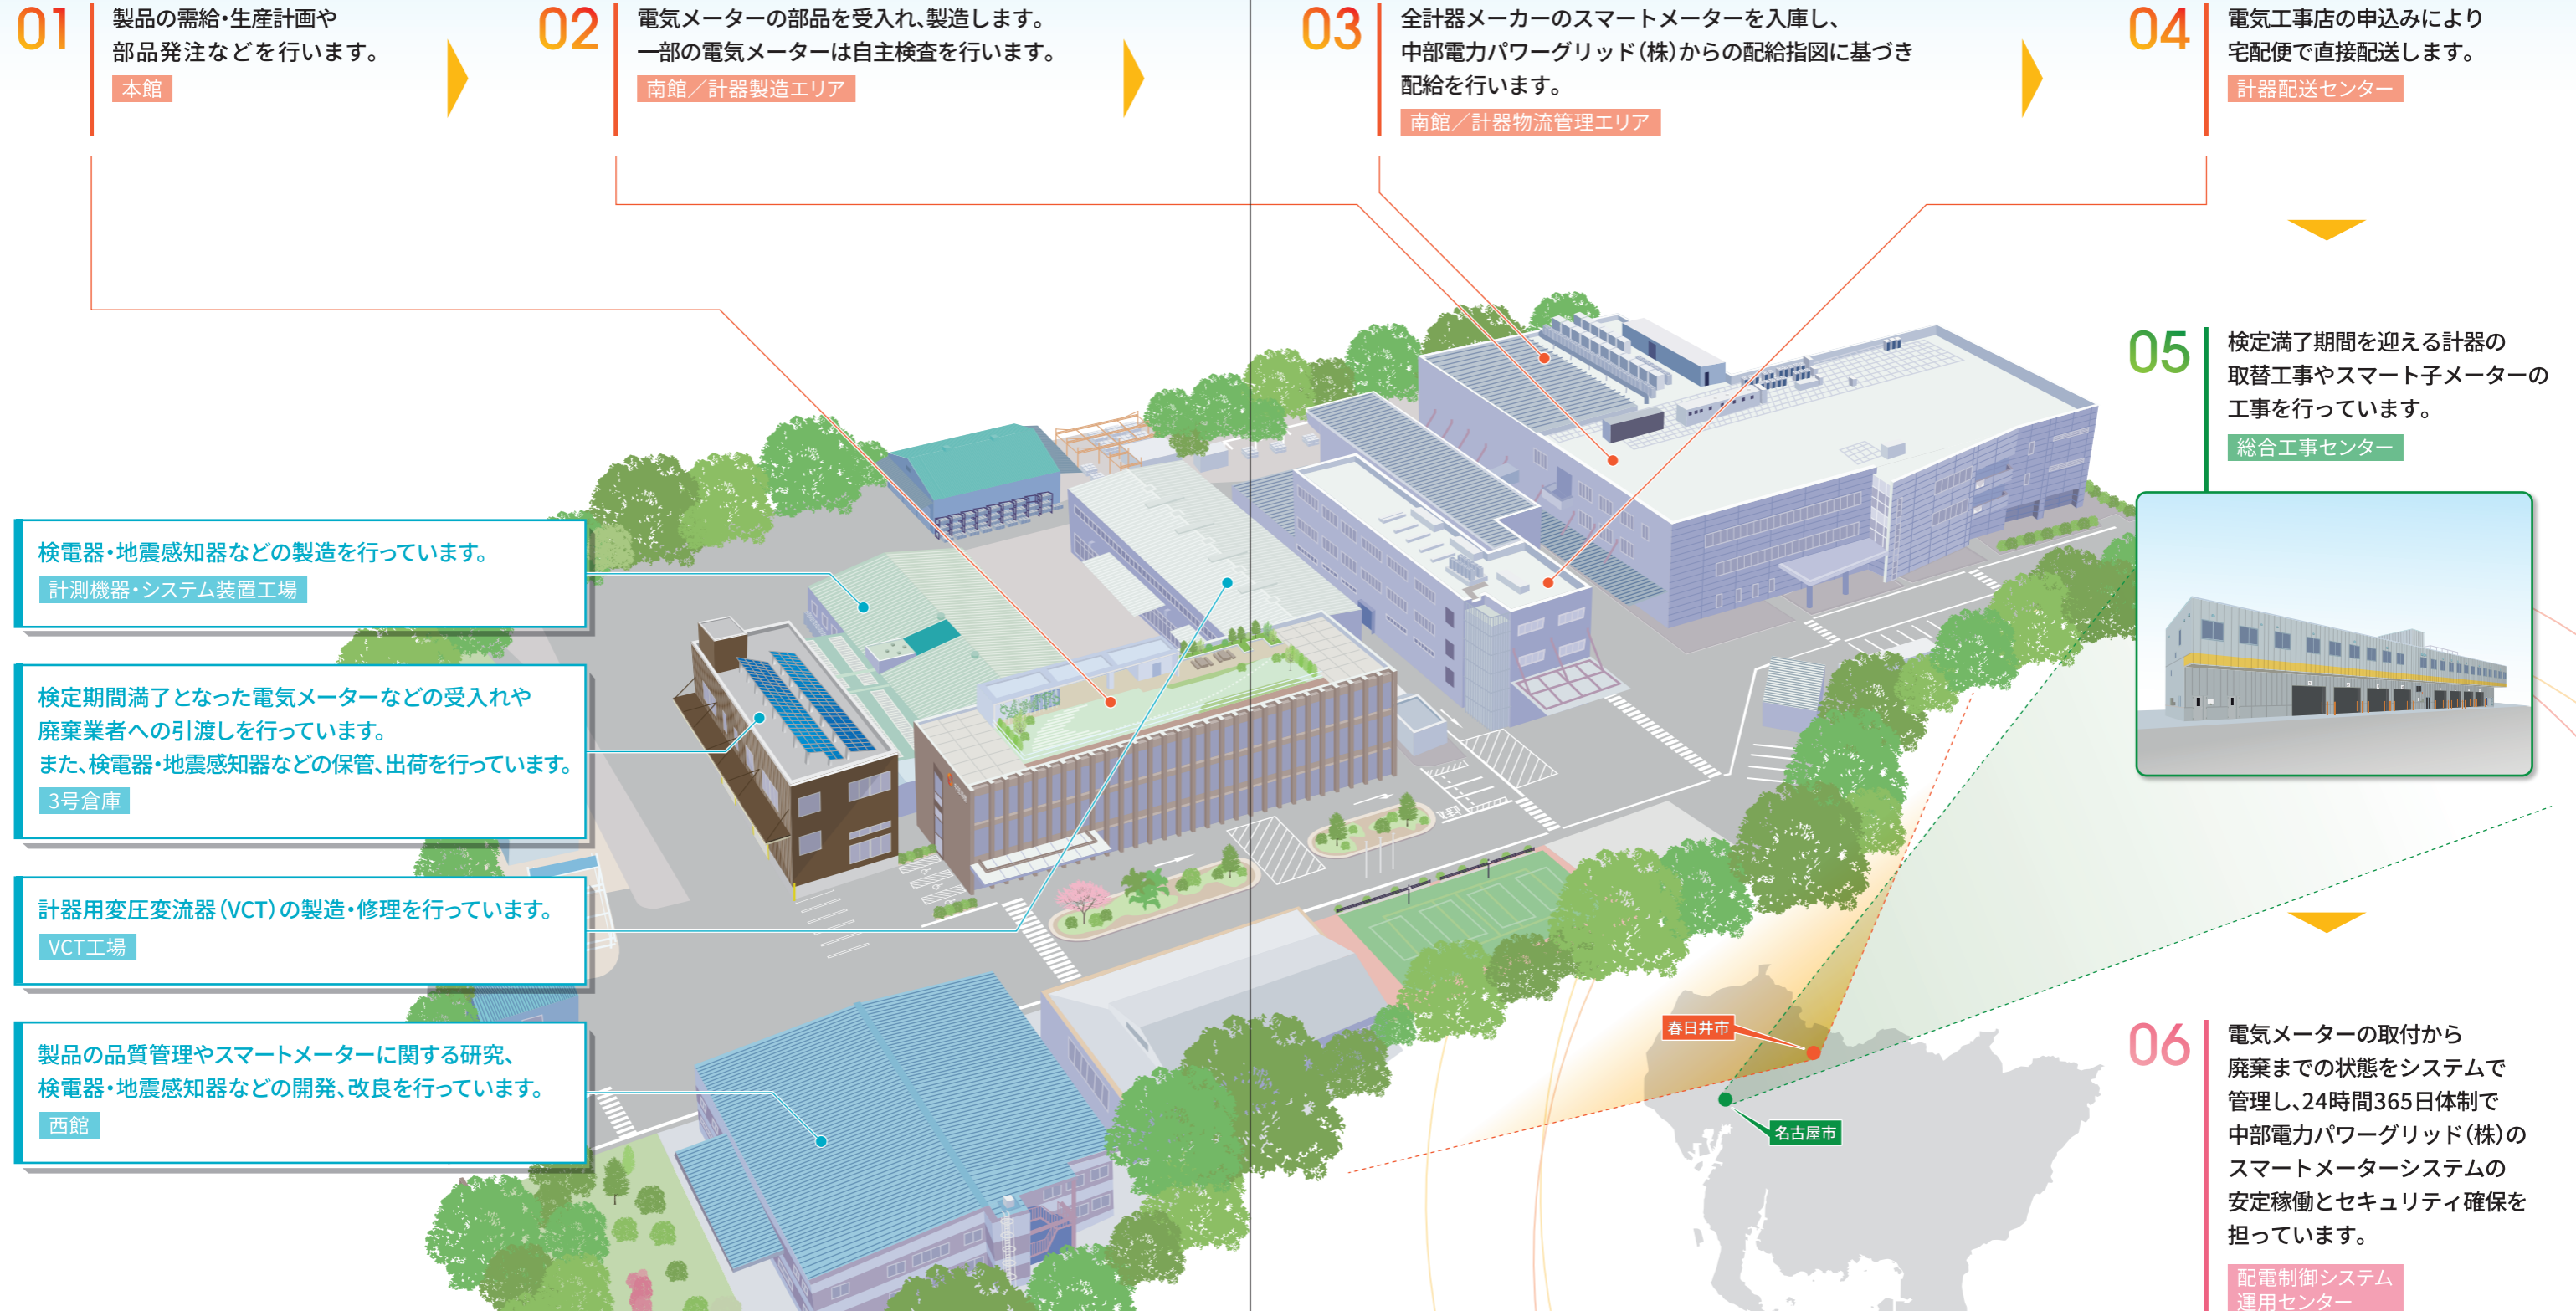 01
製品の需給・生産計画や
部品発注などを行います。
本館
02
電気メーターの部品を受入れ、製造します。
一部の電気メーターは自主検査を行います。
南館／計器製造エリア
03
全計器メーカーのスマートメーターを入庫し、
中部電力パワーグリッド（株）からの配給指図に基づき
配給を行います。
南館／計器物流管理エリア
04
電気工事店の申込みにより
宅配便で直接配送します。
計器配送センター
05
検定満了期間を迎える計器の
取替工事やスマート子メーターの
工事を行っています。
総合工事センター
検電器・地震感知器などの製造を行っています。
計測機器・システム装置工場
検定期間満了となった電気メーターなどの受入れや
廃棄業者への引渡しを行っています。
また、検電器・地震感知器などの保管、出荷を行っています。
3号倉庫
計器用変圧変流器（VCT）の製造・修理を行っています。
VCT工場
製品の品質管理やスマートメーターに関する研究、
検電器・地震感知器などの開発、改良を行っています。
西館
春日井市
名古屋市
06
電気メーターの取付から
廃棄までの状態をシステムで
管理し、24時間365日体制で
中部電力パワーグリッド（株）の
スマートメーターシステムの
安定稼働とセキュリティ確保を
担っています。
配電制御システム
運用センター